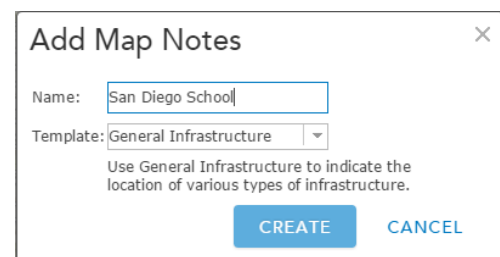 Add Map Notes
Name: San Diego School
Template: General Infrastructure
Use General Infrastructure to indicate the
location of various types of infrastructure.
CREATE CANCEL